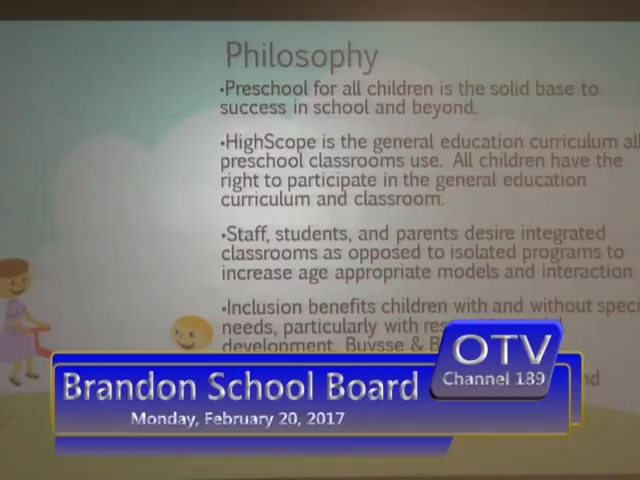 Philosophy
•Preschool for all children is the solid base to
success in school and beyond.
•HighScope is the general education curriculum all
preschool classrooms use. All children have the
right to participate in the general education
curriculum and classroom.
•Staff, students, and parents desire integrated
classrooms as opposed to isolated programs to
increase age appropriate models and interaction.
•Inclusion benefits children with and without speci
needs, particularly with res
development. Buysse & B
OTV
Channel 189
Brandon School Board
Monday, February 20, 2017